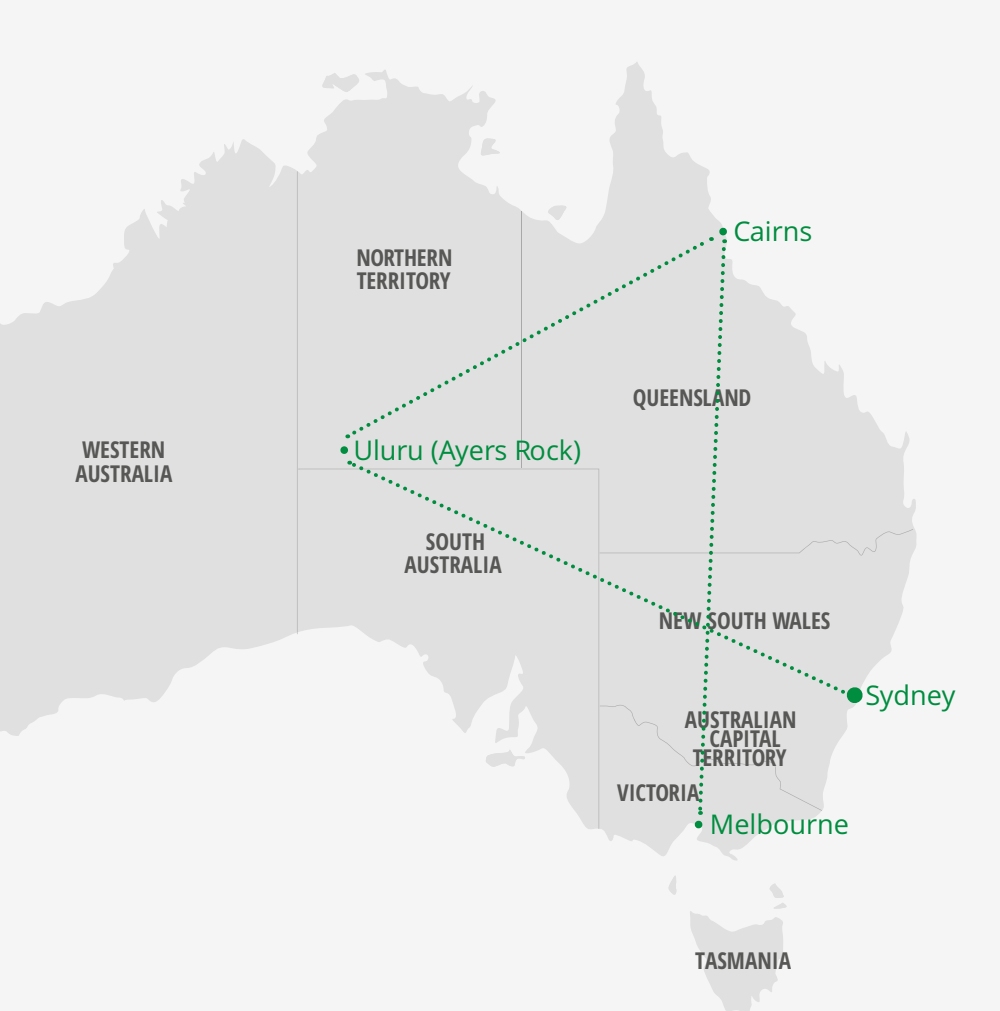 Cairns
NORTHERN
TERRITORY
QUEENSLAND
WESTERN
AUSTRALIA
Uluru (Ayers Rock)
SOUTH
AUSTRALIA
NEW SOUTH WALES
Sydney
AUSTRALIAN
CAPITAL
TERRITORY
VICTORIA
Melbourne
TASMANIA